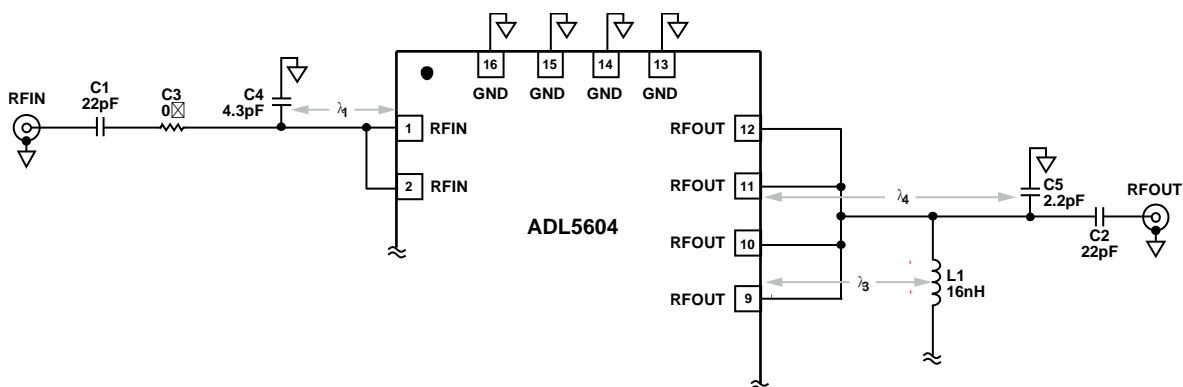 16
15
14
13
GND
GND
GND
GND
RFIN
C1
22pF
C3
0
C4
4.3pF
λ1
1
RFIN
2
RFIN
ADL5604
RFOUT
12
RFOUT
11
RFOUT
10
RFOUT
9
λ4
λ3
L1
16nH
C5
2.2pF
C2
22pF
RFOUT